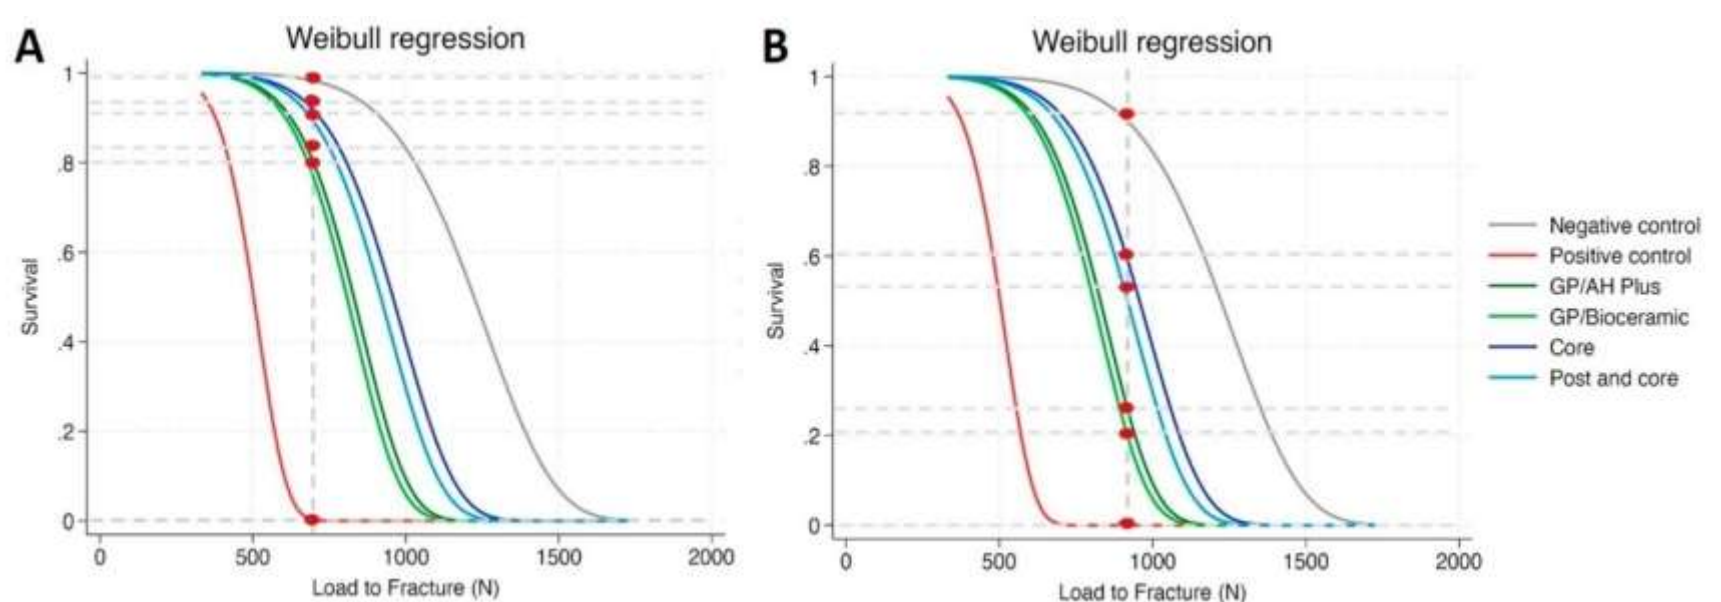 A
Weibull regression
1
.8
.6
.4
.2
0
Survival
0 500 1000 1500 2000
Load to Fracture (N)
B
Weibull regression
1
.8
.6
.4
.2
0
Survival
0 500 1000 1500 2000
Load to Fracture (N)
Negative control
Positive control
GP/AH Plus
GP/Bioceramic
Core
Post and core